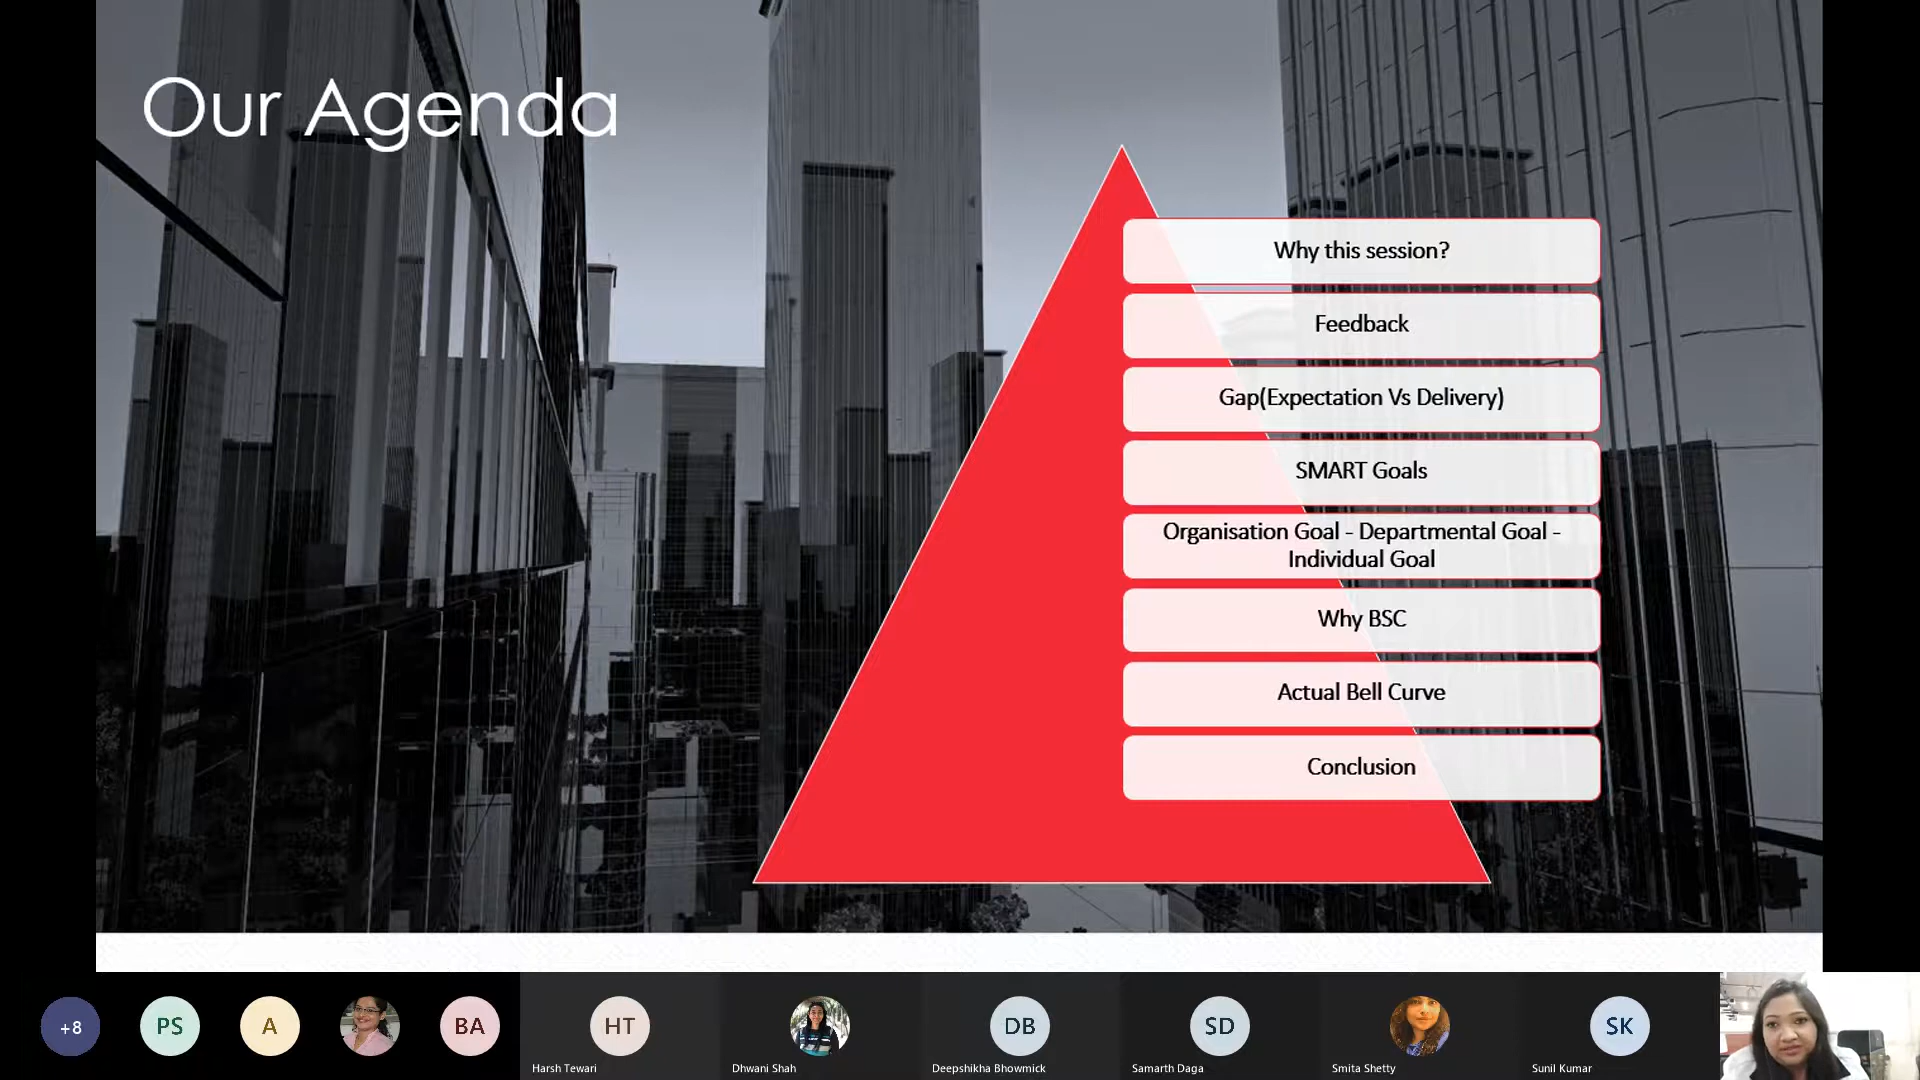 Our Agenda
Why this session?
Feedback
Gap(Expectation Vs Delivery)
SMART Goals
Organisation Goal - Departmental Goal -
Individual Goal
Why BSC
Actual Bell Curve
Conclusion
+8
PS
A
BA
HT
DB
SD
SK
Harsh Tewari
Dhwani Shah
Deepshikha Bhowmick
Samarth Daga
Smita Shetty
Sunil Kumar